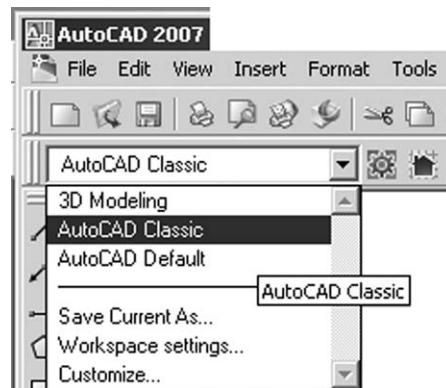 AutoCAD 2007
File Edit View Insert Format Tools
AutoCAD Classic
3D Modeling
AutoCAD Classic
AutoCAD Default
AutoCAD Classic
Save Current As...
Workspace settings...
Customize...